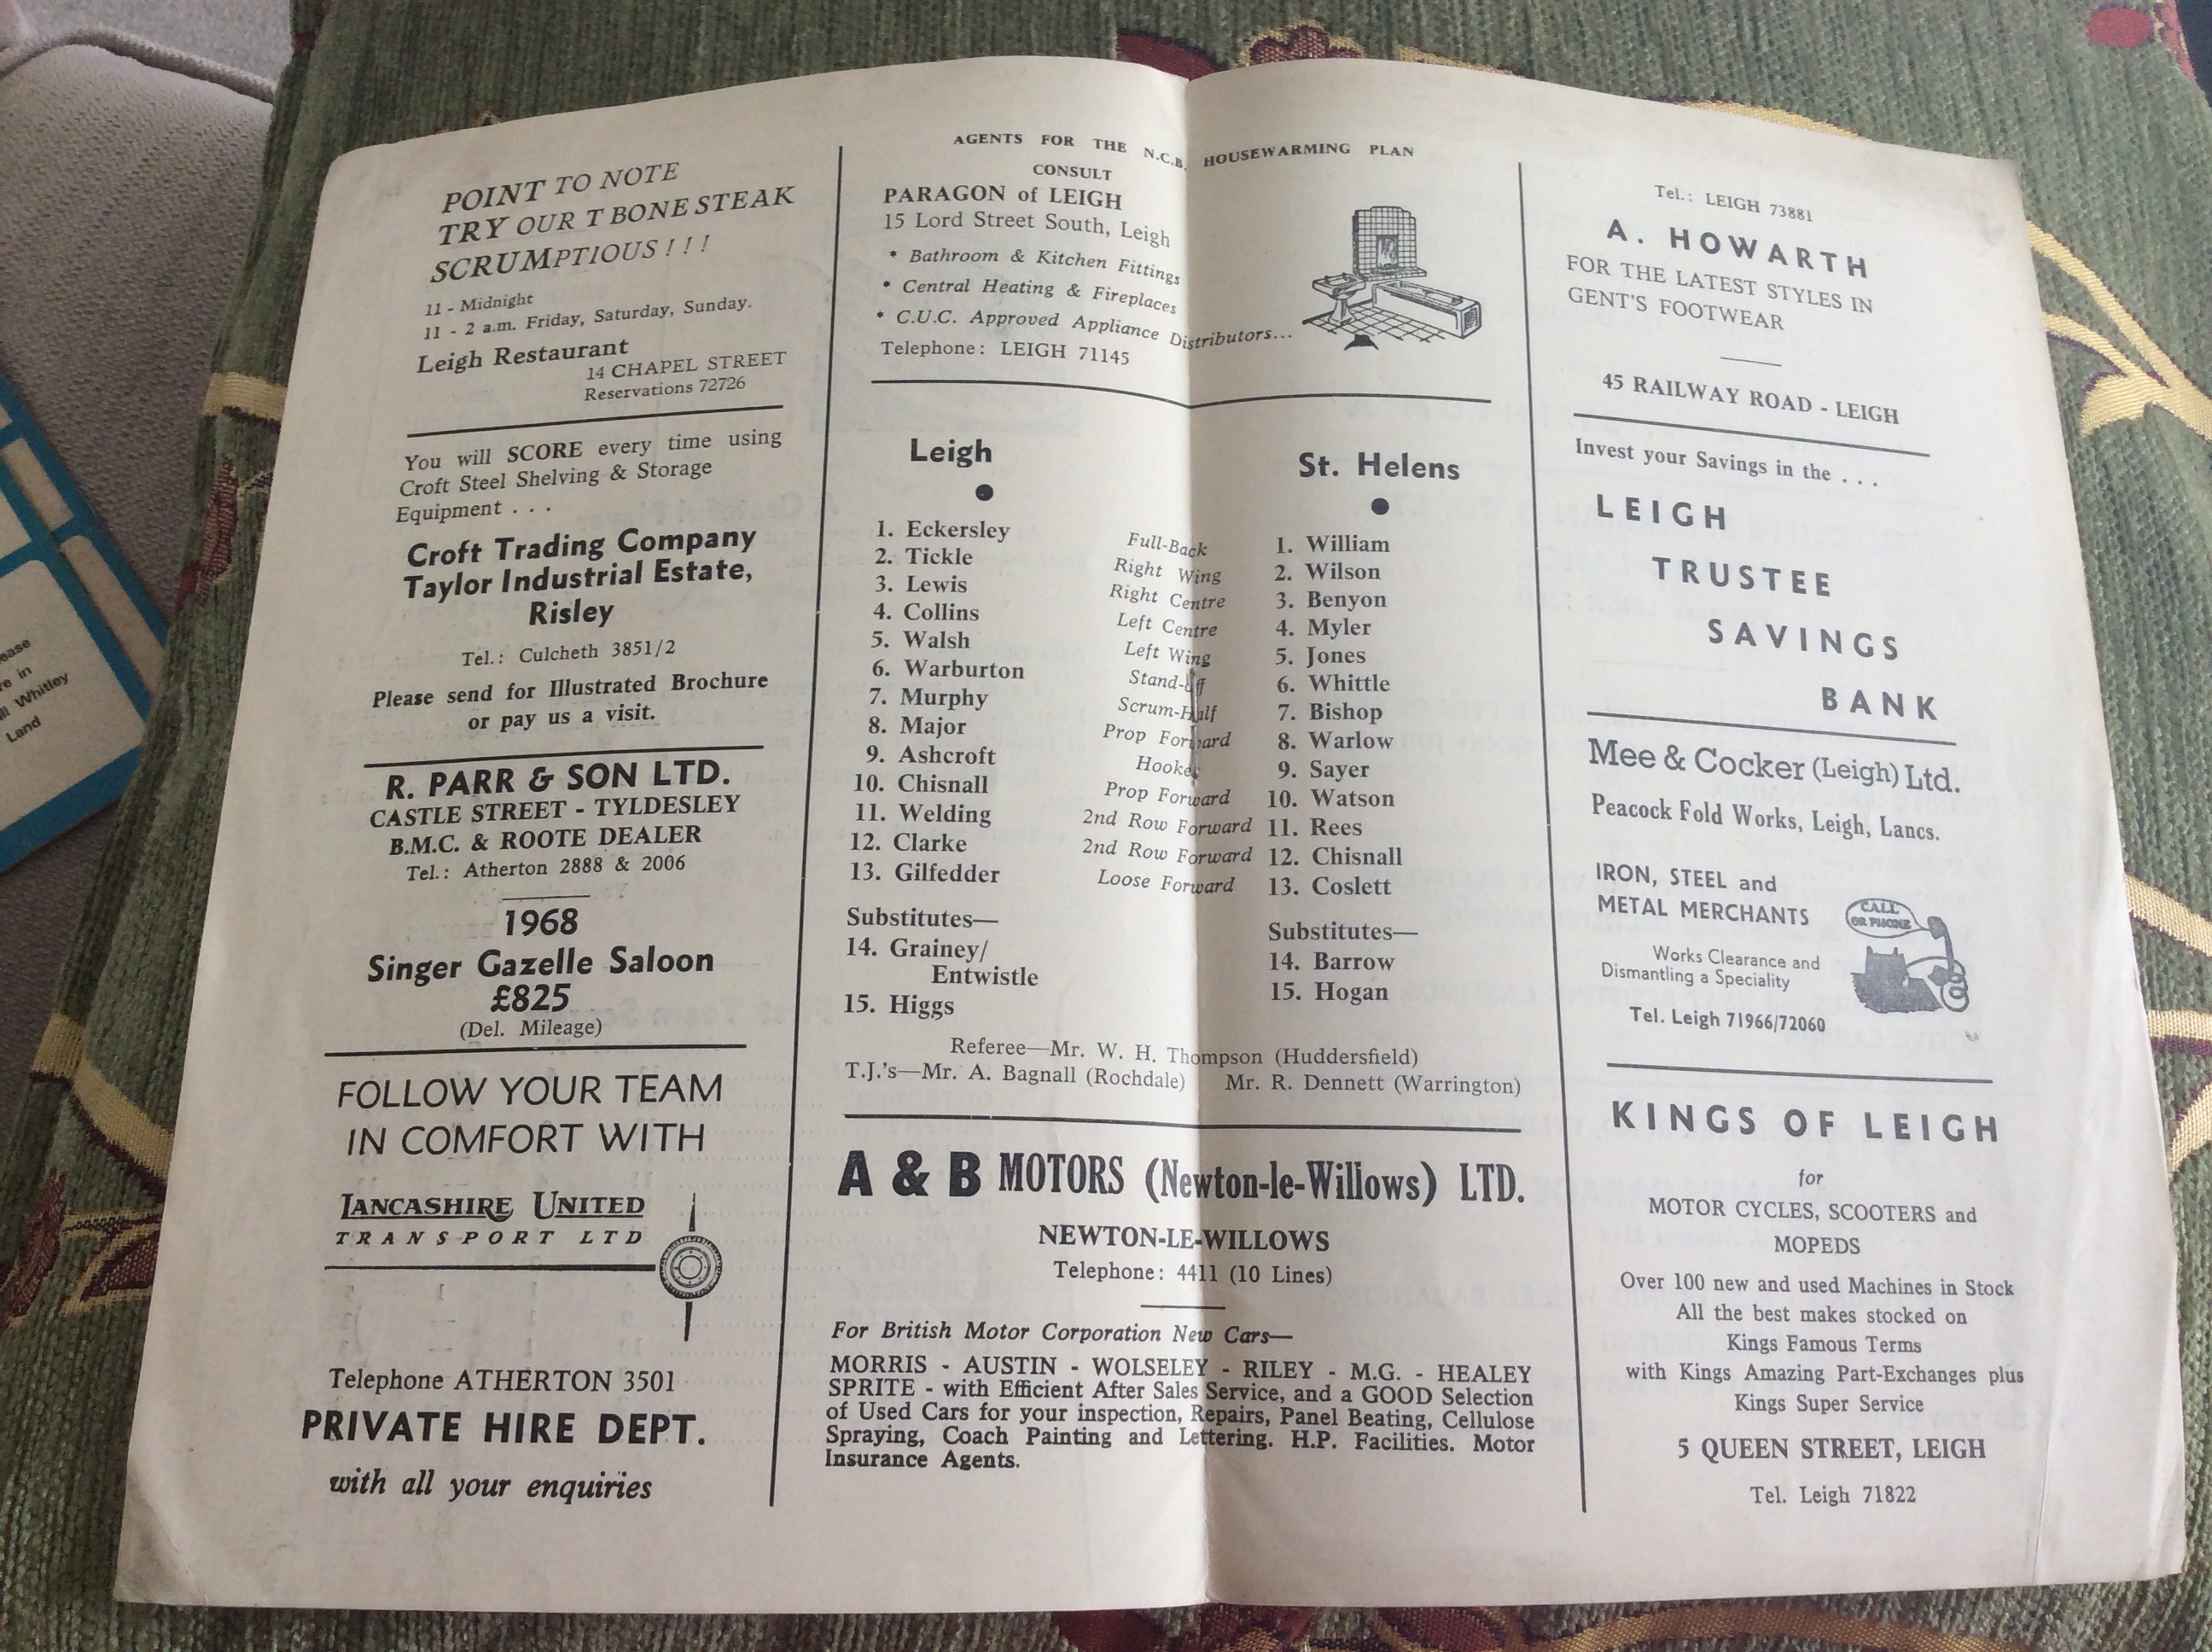 POINT TO NOTE
TRY OUR T BONE STEAK
SCRUMPTIOUS ! ! !
11 - Midnight
11 - 2 a.m. Friday, Saturday, Sunday.
Leigh Restaurant
14 CHAPEL STREET
Reservations 72726
You will SCORE every time using
Croft Steel Shelving & Storage
Equipment . . .
Croft Trading Company
Taylor Industrial Estate,
Risley
Tel.: Culcheth 3851/2
Please send for Illustrated Brochure
or pay us a visit.
R. PARR & SON LTD.
CASTLE STREET - TYLDESLEY
B.M.C. & ROOTE DEALER
Tel.: Atherton 2888 & 2006
1968
Singer Gazelle Saloon
£825
(Del. Mileage)
FOLLOW YOUR TEAM
IN COMFORT WITH
LANCASHIRE UNITED
TRANSPORT LTD
Telephone ATHERTON 3501
PRIVATE HIRE DEPT.
with all your enquiries
AGENTS FOR THE N.C.B. HOUSEWARMING PLAN
CONSULT
PARAGON of LEIGH
15 Lord Street South, Leigh
* Bathroom & Kitchen Fittings
* Central Heating & Fireplaces
* C.U.C. Approved Appliance Distributors...
Telephone: LEIGH 71145
Leigh St. Helens
1. Eckersley Full-Back 1. William
2. Tickle Right Wing 2. Wilson
3. Lewis Right Centre 3. Benyon
4. Collins Left Centre 4. Myler
5. Walsh Left Wing 5. Jones
6. Warburton Stand-off 6. Whittle
7. Murphy Scrum-Half 7. Bishop
8. Major Prop Forward 8. Warlow
9. Ashcroft Hooker 9. Sayer
10. Chisnall Prop Forward 10. Watson
11. Welding 2nd Row Forward 11. Rees
12. Clarke 2nd Row Forward 12. Chisnall
13. Gilfedder Loose Forward 13. Coslett
Substitutes— Substitutes—
14. Grainey/ 14. Barrow
Entwistle
15. Higgs 15. Hogan
Referee—Mr. W. H. Thompson (Huddersfield)
T.J.'s—Mr. A. Bagnall (Rochdale) Mr. R. Dennett (Warrington)
A & B MOTORS (Newton-le-Willows) LTD.
NEWTON-LE-WILLOWS
Telephone: 4411 (10 Lines)
For British Motor Corporation New Cars—
MORRIS - AUSTIN - WOLSELEY - RILEY - M.G. - HEALEY
SPRITE - with Efficient After Sales Service, and a GOOD Selection
of Used Cars for your inspection, Repairs, Panel Beating, Cellulose
Spraying, Coach Painting and Lettering. H.P. Facilities. Motor
Insurance Agents.
Tel.: LEIGH 73881
A. HOWARTH
FOR THE LATEST STYLES IN
GENT'S FOOTWEAR
45 RAILWAY ROAD - LEIGH
Invest your Savings in the . . .
LEIGH
TRUSTEE
SAVINGS
BANK
Mee & Cocker (Leigh) Ltd.
Peacock Fold Works, Leigh, Lancs.
IRON, STEEL and
METAL MERCHANTS
CALL
OR PHONE
Works Clearance and
Dismantling a Speciality
Tel. Leigh 71966/72060
KINGS OF LEIGH
for
MOTOR CYCLES, SCOOTERS and
MOPEDS
Over 100 new and used Machines in Stock
All the best makes stocked on
Kings Famous Terms
with Kings Amazing Part-Exchanges plus
Kings Super Service
5 QUEEN STREET, LEIGH
Tel. Leigh 71822
Whitley
Land